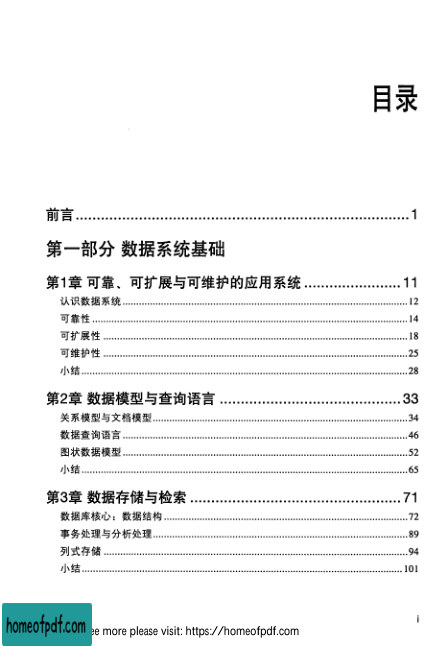 目录
前言................................................................................1
第一部分 数据系统基础
第1章 可靠、可扩展与可维护的应用系统.......................11
认识数据系统................................................................................12
可靠性................................................................................14
可扩展性................................................................................18
可维护性................................................................................25
小结................................................................................28
第2章 数据模型与查询语言...........................................33
关系模型与文档模型................................................................................34
数据查询语言................................................................................46
图状数据模型................................................................................52
小结................................................................................65
第3章 数据存储与检索..................................................71
数据库核心：数据结构................................................................................72
事务处理与分析处理................................................................................89
列式存储................................................................................94
小结................................................................................101
i
homeofpdf.com
ee more please visit: https://homeofpdf.com